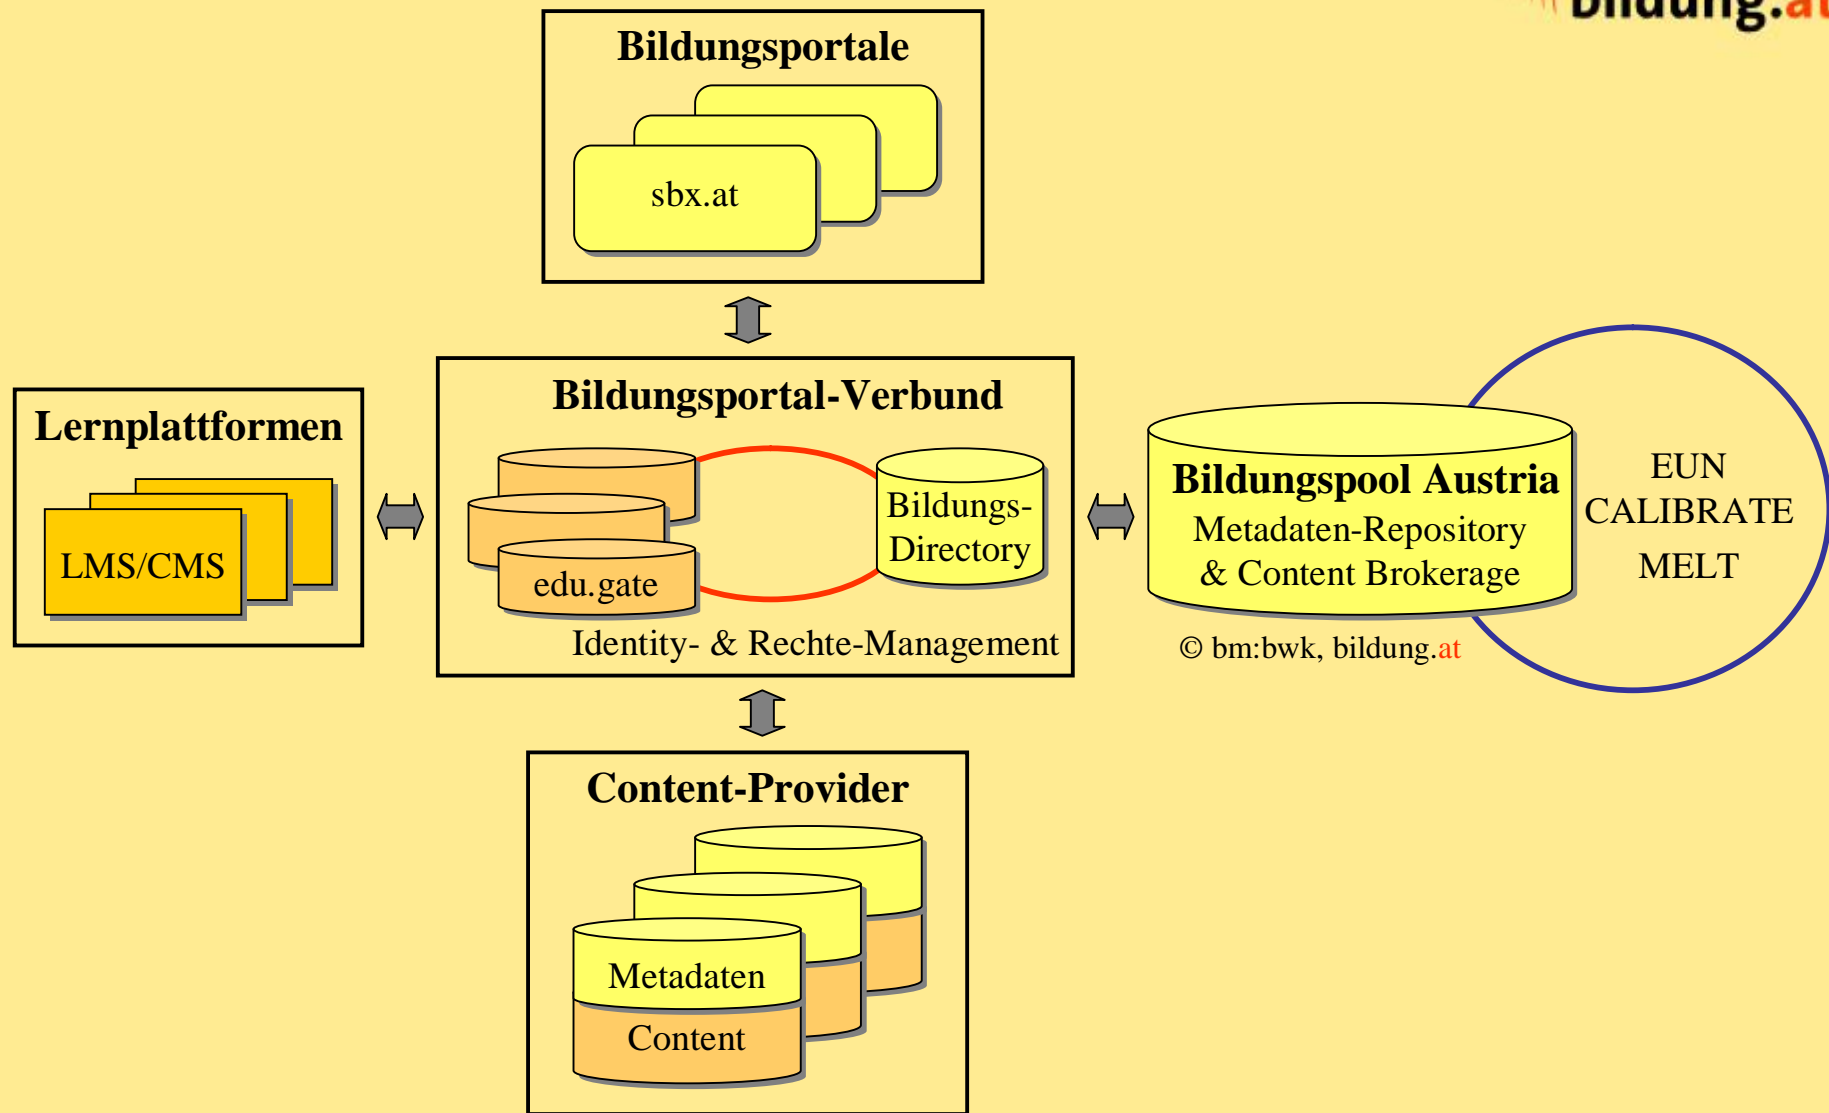 bildung.at
Bildungsportale
sbx.at
Bildungsportal-Verbund
Bildungs-
Directory
edu.gate
Identity- & Rechte-Management
Lernplattformen
LMS/CMS
Bildungspool Austria
Metadaten-Repository
& Content Brokerage
© bm:bwk, bildung.at
EUN
CALIBRATE
MELT
Content-Provider
Metadaten
Content